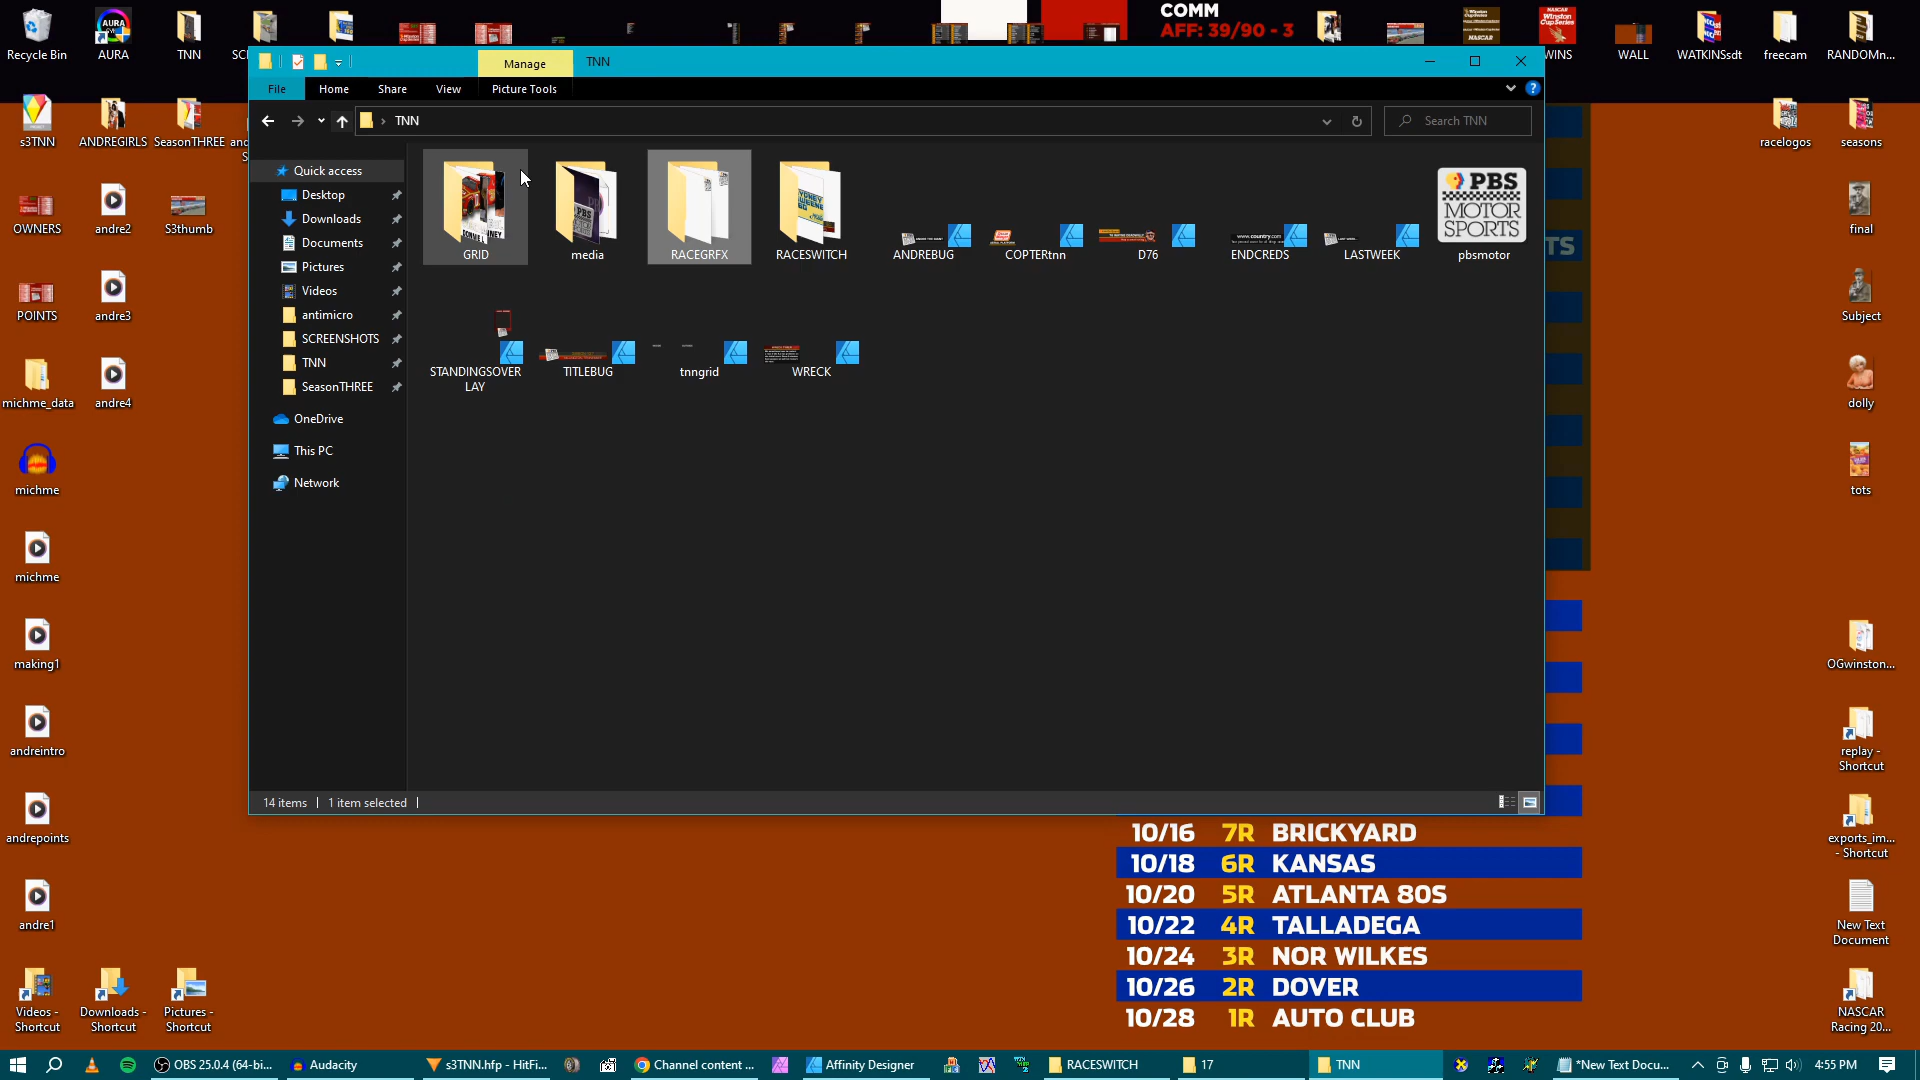 COMM
AFF: 39/90 - 3
Recycle Bin
AURA
TNN
WALL
WATKINSsdt
freecam
RANDOMn...
Manage
TNN
File
Home
Share
View
Picture Tools
TNN
Search TNN
s3TNN
ANDREGIRLS
SeasonTHREE
racelogos
seasons
Quick access
Desktop
Downloads
Documents
Pictures
Videos
antimicro
SCREENSHOTS
TNN
SeasonTHREE
OneDrive
This PC
Network
GRID
media
RACEGRFX
RACESWITCH
ANDREBUG
COPTERtnn
D76
ENDCREDS
LASTWEEK
pbsmotor
PBS
MOTOR
SPORTS
STANDINGSOVER
LAY
TITLEBUG
tnngrid
WRECK
OWNERS
andre2
S3thumb
final
POINTS
andre3
Subject
michme_data
andre4
dolly
michme
tots
michme
making1
OGwinston...
andreintro
replay -
Shortcut
andrepoints
exports_im...
- Shortcut
andre1
New Text
Document
Videos -
Shortcut
Downloads -
Shortcut
Pictures -
Shortcut
NASCAR
Racing 20...
14 items
1 item selected
10/16 7R BRICKYARD
10/18 6R KANSAS
10/20 5R ATLANTA 80S
10/22 4R TALLADEGA
10/24 3R NOR WILKES
10/26 2R DOVER
10/28 1R AUTO CLUB
OBS 25.0.4 (64-bi...
Audacity
s3TNN.hfp - HitFi...
Channel content ...
Affinity Designer
RACESWITCH
17
TNN
*New Text Docu...
4:55 PM